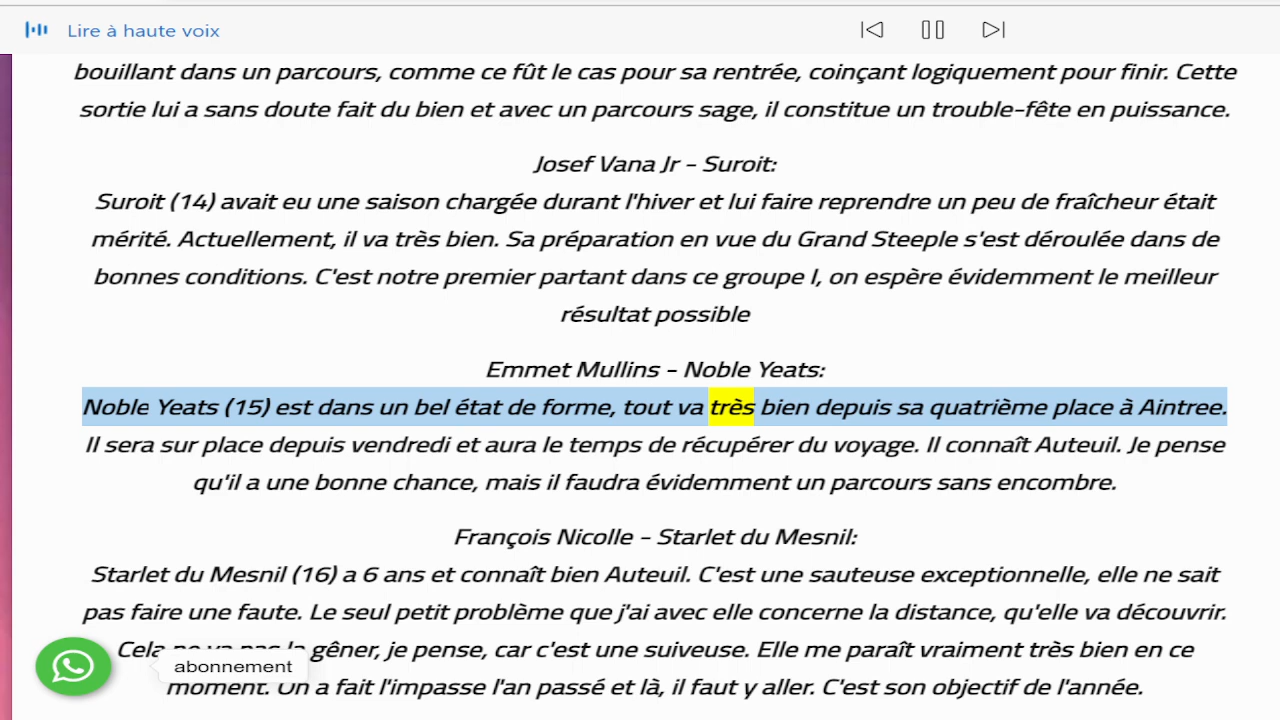 Lire à haute voix
bouillant dans un parcours, comme ce fût le cas pour sa rentrée, coinçant logiquement pour finir. Cette
sortie lui a sans doute fait du bien et avec un parcours sage, il constitue un trouble-fête en puissance.
Josef Vana Jr - Suroit:
Suroit (14) avait eu une saison chargée durant l'hiver et lui faire reprendre un peu de fraîcheur était
mérité. Actuellement, il va très bien. Sa préparation en vue du Grand Steeple s'est déroulée dans de
bonnes conditions. C'est notre premier partant dans ce groupe I, on espère évidemment le meilleur
résultat possible
Emmet Mullins - Noble Yeats:
Noble Yeats (15) est dans un bel état de forme, tout va très bien depuis sa quatrième place à Aintree.
Il sera sur place depuis vendredi et aura le temps de récupérer du voyage. Il connaît Auteuil. Je pense
qu'il a une bonne chance, mais il faudra évidemment un parcours sans encombre.
François Nicolle - Starlet du Mesnil:
Starlet du Mesnil (16) a 6 ans et connaît bien Auteuil. C'est une sauteuse exceptionnelle, elle ne sait
pas faire une faute. Le seul petit problème que j'ai avec elle concerne la distance, qu'elle va découvrir.
Cela ne va pas la gêner, je pense, car c'est une suiveuse. Elle me paraît vraiment très bien en ce
abonnement
moment. On a fait l'impasse l'an passé et là, il faut y aller. C'est son objectif de l'année.